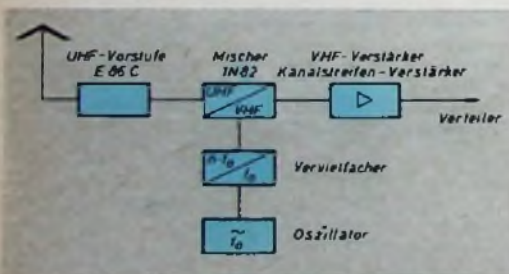 UHF-Vorstufe
E 86 C
Mischer
1N82
VHF-Verstärker
Kanalstreifen-Verstärker
UHF
VHF
Verteiler
n·f₀
f₀
Vervielfacher
~
f₀
Oszillator